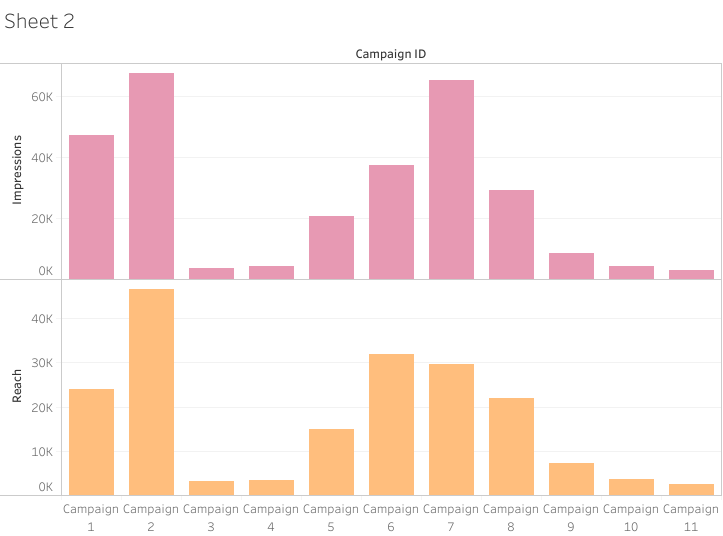 Sheet 2
Campaign ID
Impressions
60K
40K
20K
0K
Reach
40K
30K
20K
10K
0K
Campaign 1
Campaign 2
Campaign 3
Campaign 4
Campaign 5
Campaign 6
Campaign 7
Campaign 8
Campaign 9
Campaign 10
Campaign 11